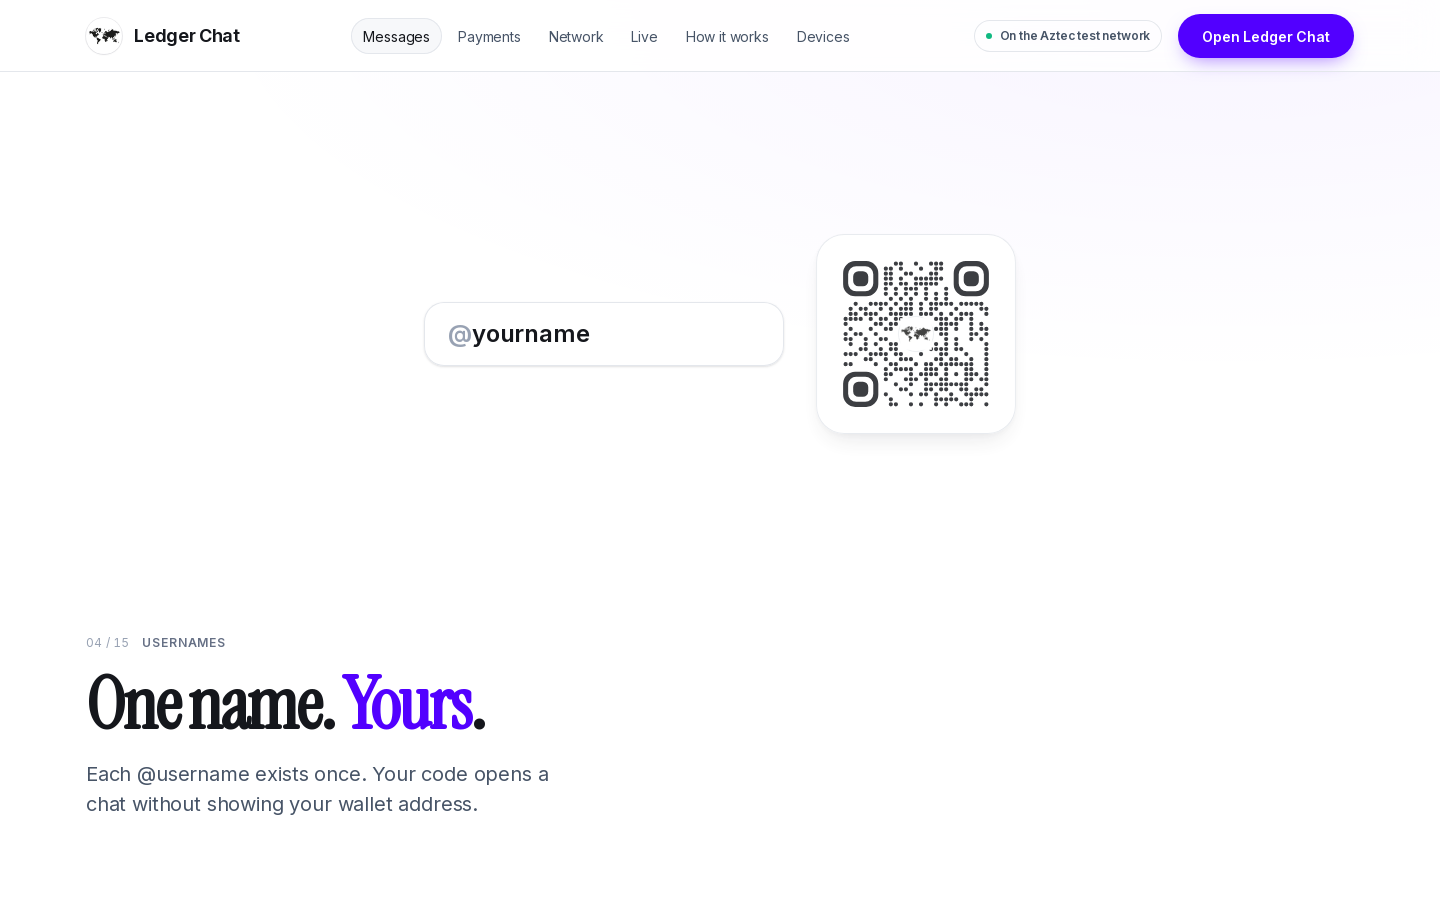 Ledger Chat
Messages
Payments
Network
Live
How it works
Devices
On the Aztec test network
Open Ledger Chat
@yourname
04 / 15 USERNAMES
One name. Yours.
Each @username exists once. Your code opens a
chat without showing your wallet address.